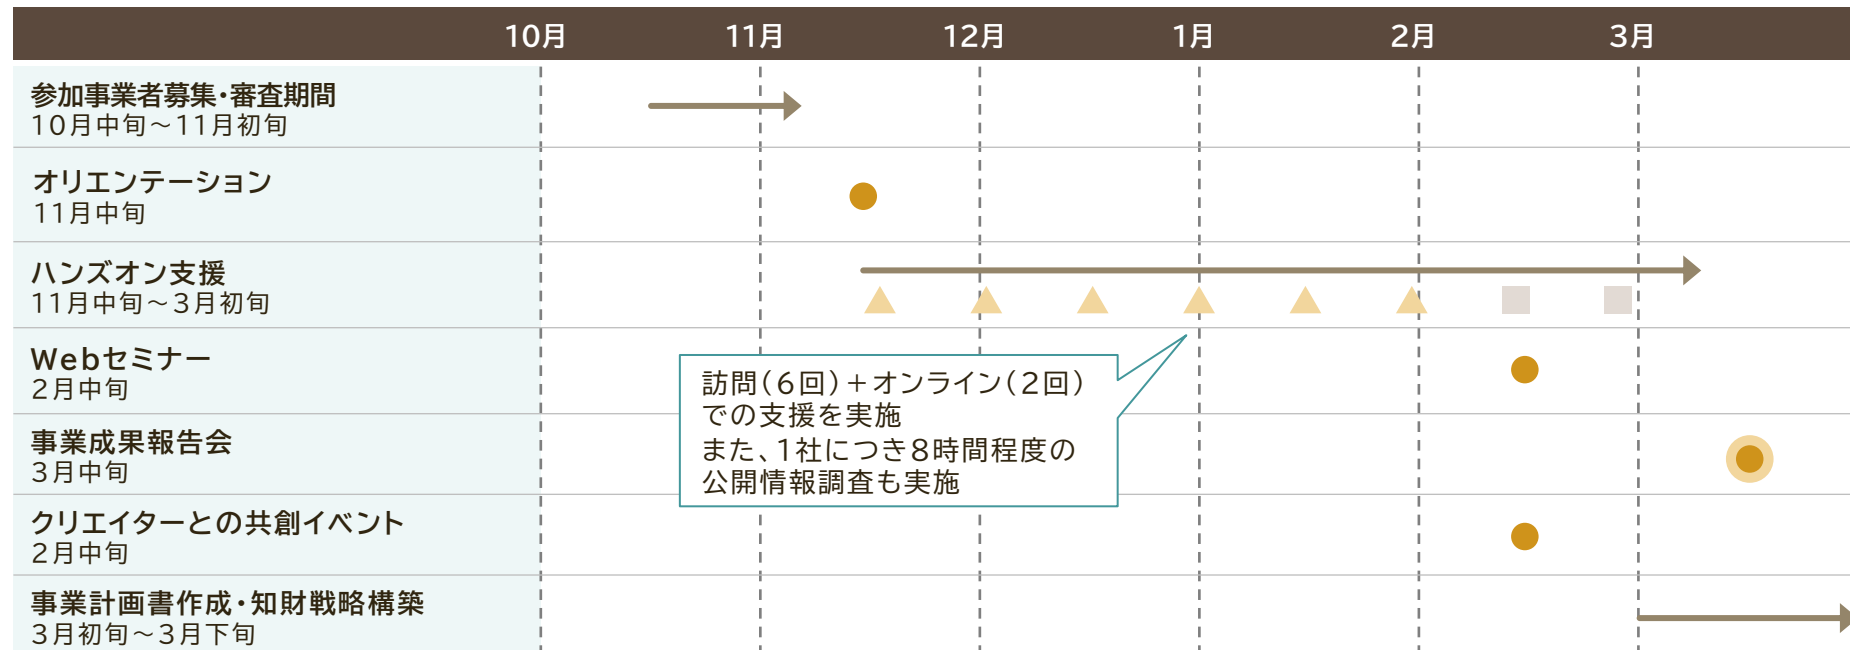 10月 11月 12月 1月 2月 3月
参加事業者募集・審査期間
10月中旬～11月初旬
オリエンテーション
11月中旬
ハンズオン支援
11月中旬～3月初旬
Webセミナー
2月中旬
訪問（6回）＋オンライン（2回）
での支援を実施
また、1社につき8時間程度の
公開情報調査も実施
事業成果報告会
3月中旬
クリエイターとの共創イベント
2月中旬
事業計画書作成・知財戦略構築
3月初旬～3月下旬